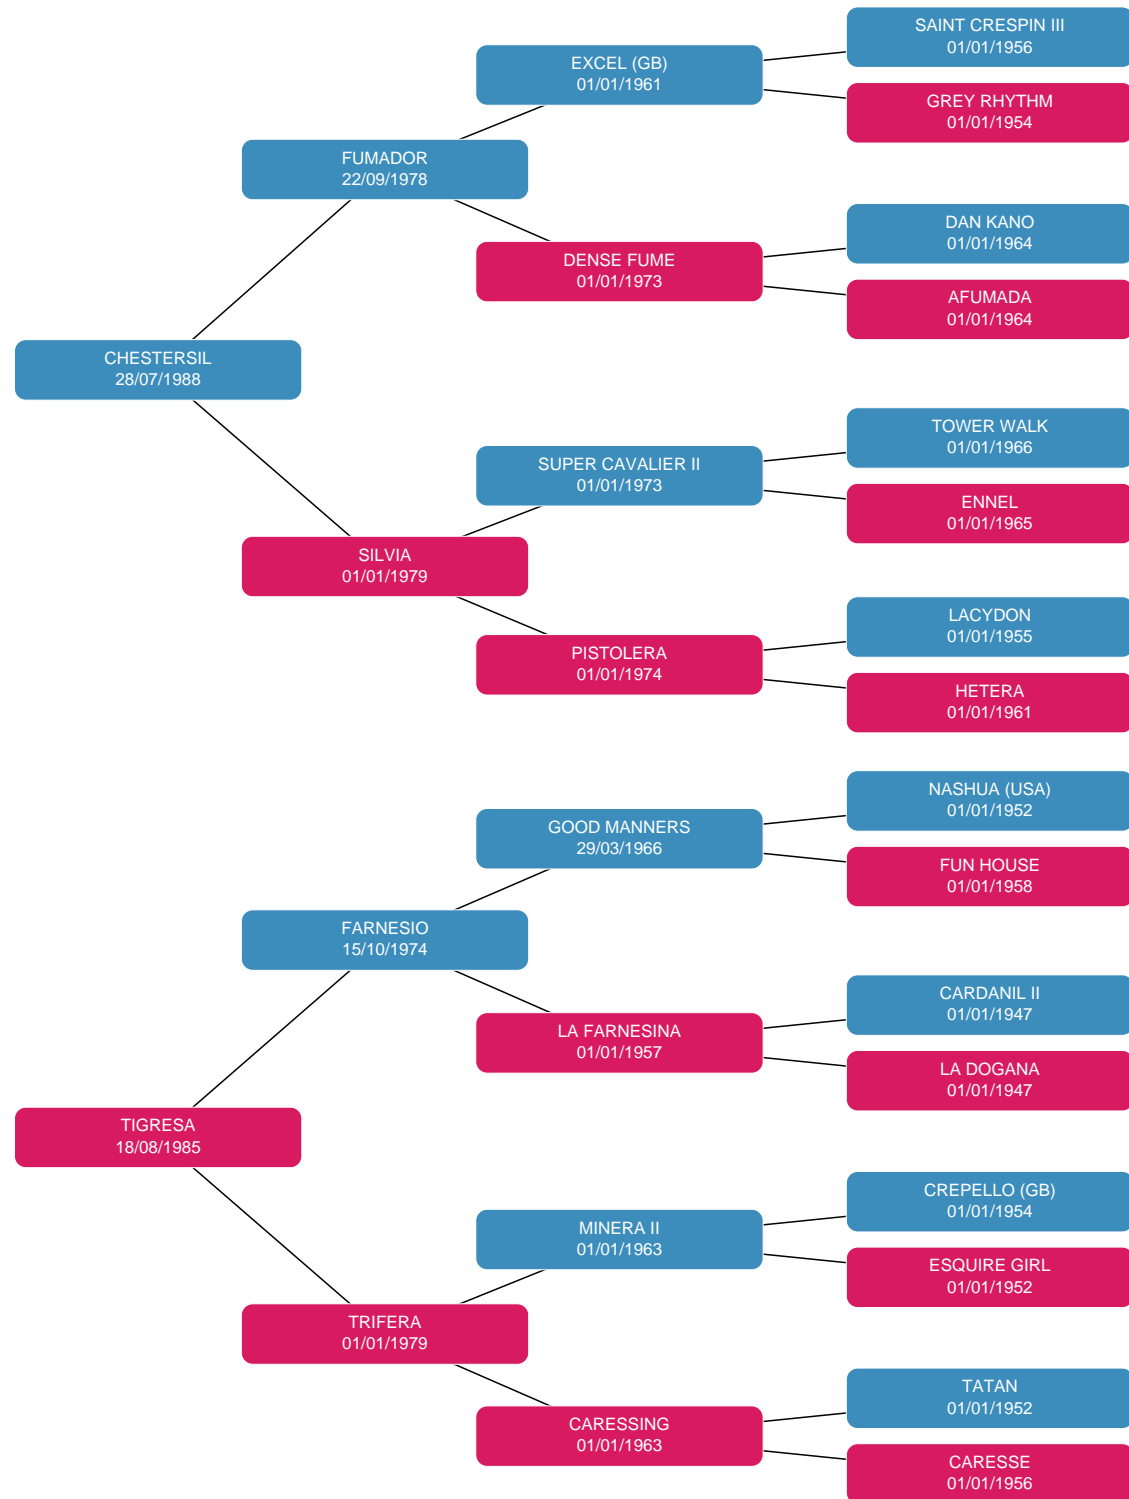 SAINT CRESPIN III
01/01/1956
EXCEL (GB)
01/01/1961
GREY RHYTHM
01/01/1954
FUMADOR
22/09/1978
DAN KANO
01/01/1964
DENSE FUME
01/01/1973
AFUMADA
01/01/1964
CHESTERSIL
28/07/1988
TOWER WALK
01/01/1966
SUPER CAVALIER II
01/01/1973
ENNEL
01/01/1965
SILVIA
01/01/1979
LACYDON
01/01/1955
PISTOLERA
01/01/1974
HETERA
01/01/1961
NASHUA (USA)
01/01/1952
GOOD MANNERS
29/03/1966
FUN HOUSE
01/01/1958
FARNESIO
15/10/1974
CARDANIL II
01/01/1947
LA FARNESINA
01/01/1957
LA DOGANA
01/01/1947
TIGRESA
18/08/1985
CREPELLO (GB)
01/01/1954
MINERA II
01/01/1963
ESQUIRE GIRL
01/01/1952
TRIFERA
01/01/1979
TATAN
01/01/1952
CARESSING
01/01/1963
CARESSE
01/01/1956